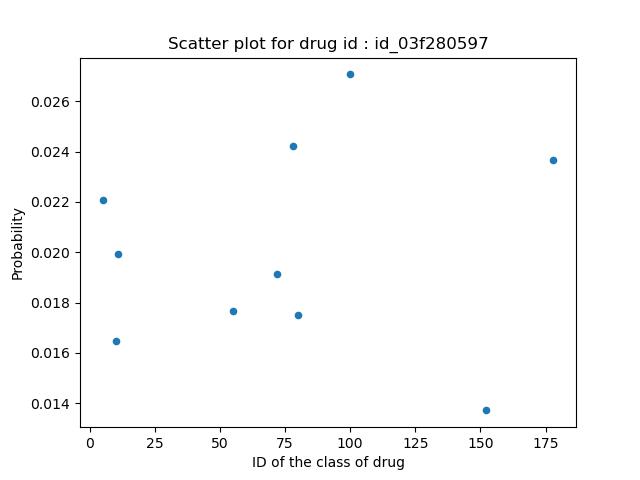 Scatter plot for drug id : id_03f280597
Probability
0.026
0.024
0.022
0.020
0.018
0.016
0.014
0 25 50 75 100 125 150 175
ID of the class of drug